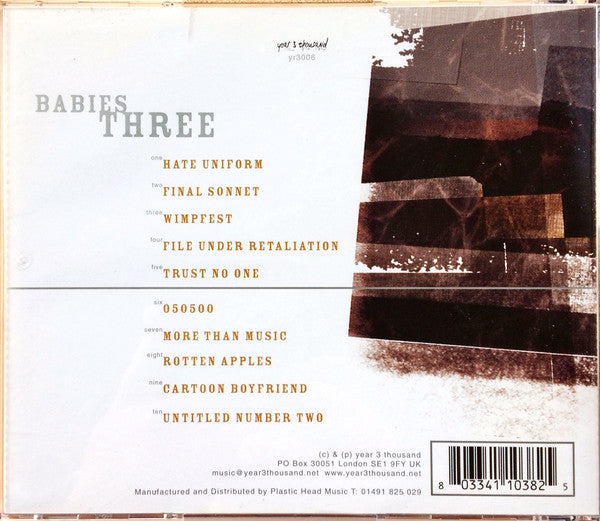 year 3 thousand
yr3006
BABIES
THREE
one HATE UNIFORM
two FINAL SONNET
three WIMPFEST
four FILE UNDER RETALIATION
five TRUST NO ONE
six 050500
seven MORE THAN MUSIC
eight ROTTEN APPLES
nine CARTOON BOYFRIEND
ten UNTITLED NUMBER TWO
(c) & (p) year 3 thousand
PO Box 30051 London SE1 9FY UK
music@year3thousand.net www.year3thousand.net
Manufactured and Distributed by Plastic Head Music T: 01491 825 029
8 03341 10382 5